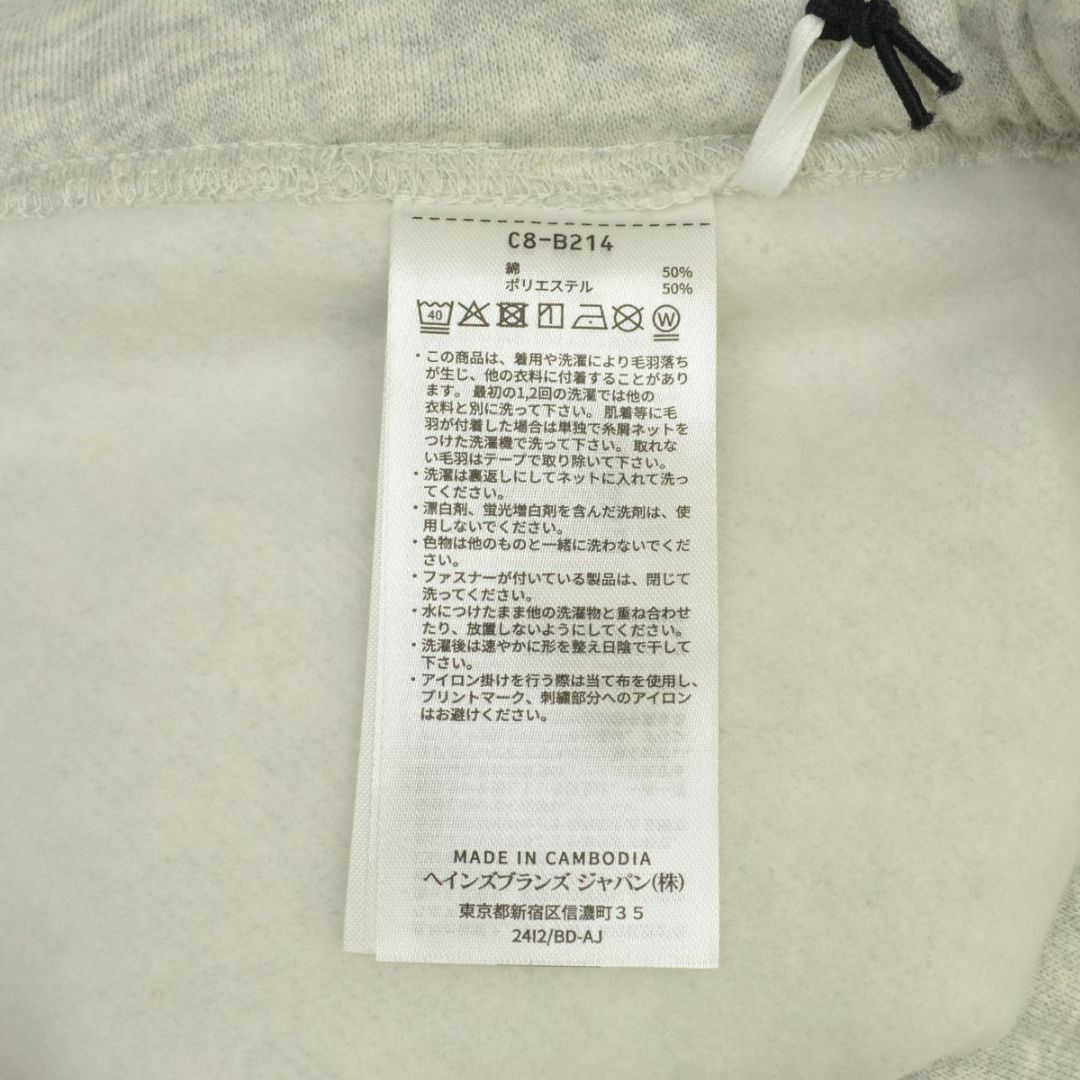 C8-B214
綿 50%
ポリエステル 50%
40
W
・この商品は、着用や洗濯により毛羽落ち
が生じ、他の衣料に付着することがあり
ます。 最初の1,2回の洗濯では他の
衣料と別に洗って下さい。 肌着等に毛
羽が付着した場合は単独で糸屑ネットを
つけた洗濯機で洗って下さい。 取れな
い毛羽はテープで取り除いて下さい。
・洗濯は裏返しにしてネットに入れて洗っ
てください。
・漂白剤、蛍光増白剤を含んだ洗剤は、使
用しないでください。
・色物は他のものと一緒に洗わないでくだ
さい。
・ファスナーが付いている製品は、閉じて
洗ってください。
・水につけたまま他の洗濯物と重ね合わせ
たり、放置しないようにしてください。
・洗濯後は速やかに形を整え日陰で干して
下さい。
・アイロン掛けを行う際は当て布を使用し、
プリントマーク、刺繍部分へのアイロン
はお避けください。
MADE IN CAMBODIA
ヘインズブランズ ジャパン(株)
東京都新宿区信濃町35
24I2/BD-AJ